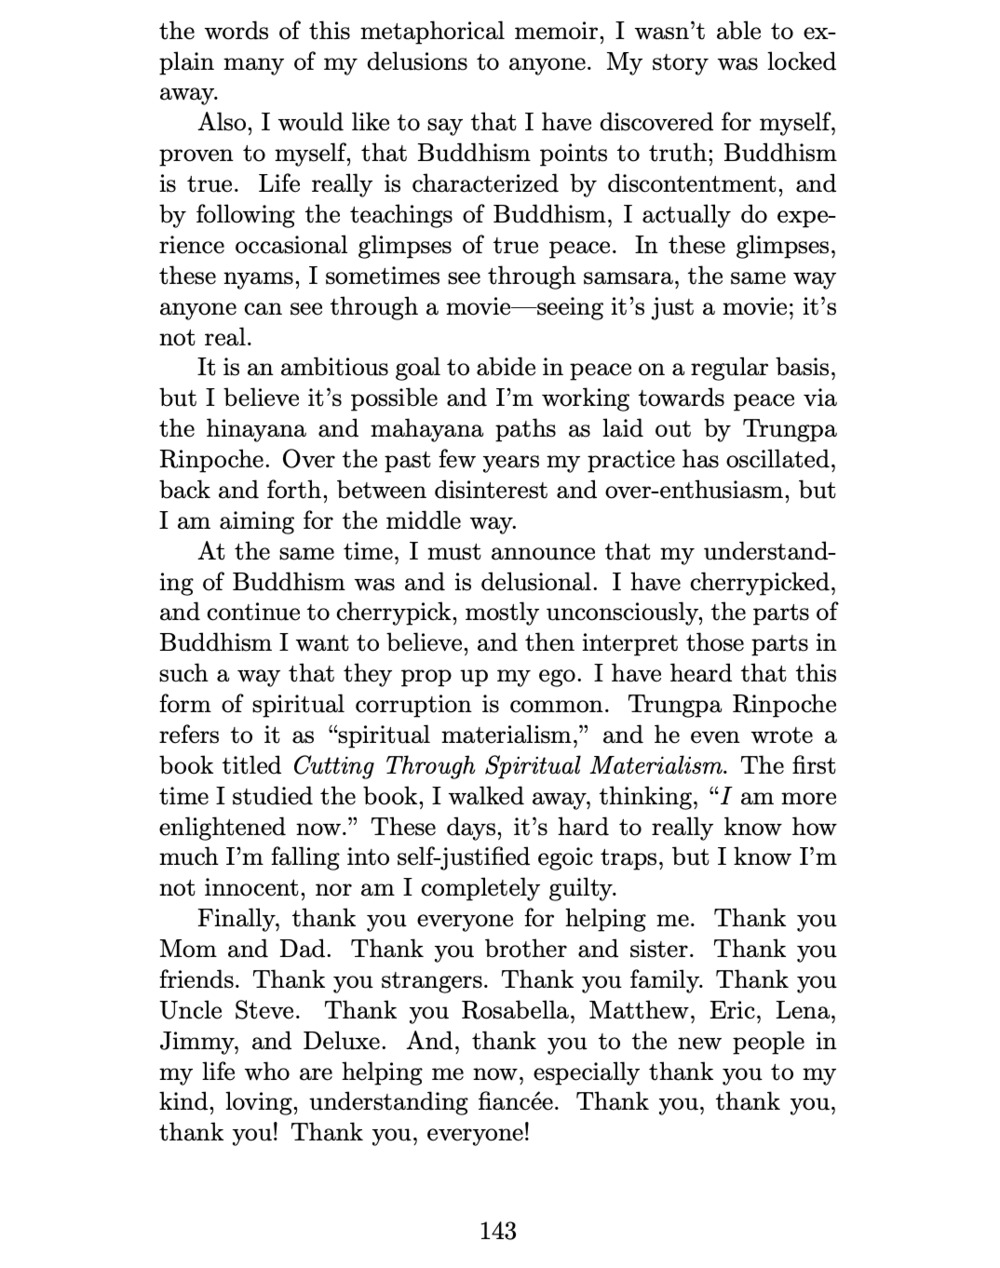 the words of this metaphorical memoir, I wasn't able to ex-
plain many of my delusions to anyone. My story was locked
away.
Also, I would like to say that I have discovered for myself,
proven to myself, that Buddhism points to truth; Buddhism
is true. Life really is characterized by discontentment, and
by following the teachings of Buddhism, I actually do expe-
rience occasional glimpses of true peace. In these glimpses,
these nyams, I sometimes see through samsara, the same way
anyone can see through a movie—seeing it's just a movie; it's
not real.
It is an ambitious goal to abide in peace on a regular basis,
but I believe it's possible and I'm working towards peace via
the hinayana and mahayana paths as laid out by Trungpa
Rinpoche. Over the past few years my practice has oscillated,
back and forth, between disinterest and over-enthusiasm, but
I am aiming for the middle way.
At the same time, I must announce that my understand-
ing of Buddhism was and is delusional. I have cherrypicked,
and continue to cherrypick, mostly unconsciously, the parts of
Buddhism I want to believe, and then interpret those parts in
such a way that they prop up my ego. I have heard that this
form of spiritual corruption is common. Trungpa Rinpoche
refers to it as “spiritual materialism,” and he even wrote a
book titled Cutting Through Spiritual Materialism. The first
time I studied the book, I walked away, thinking, “I am more
enlightened now.” These days, it's hard to really know how
much I'm falling into self-justified egoic traps, but I know I'm
not innocent, nor am I completely guilty.
Finally, thank you everyone for helping me. Thank you
Mom and Dad. Thank you brother and sister. Thank you
friends. Thank you strangers. Thank you family. Thank you
Uncle Steve. Thank you Rosabella, Matthew, Eric, Lena,
Jimmy, and Deluxe. And, thank you to the new people in
my life who are helping me now, especially thank you to my
kind, loving, understanding fiancée. Thank you, thank you,
thank you! Thank you, everyone!
143